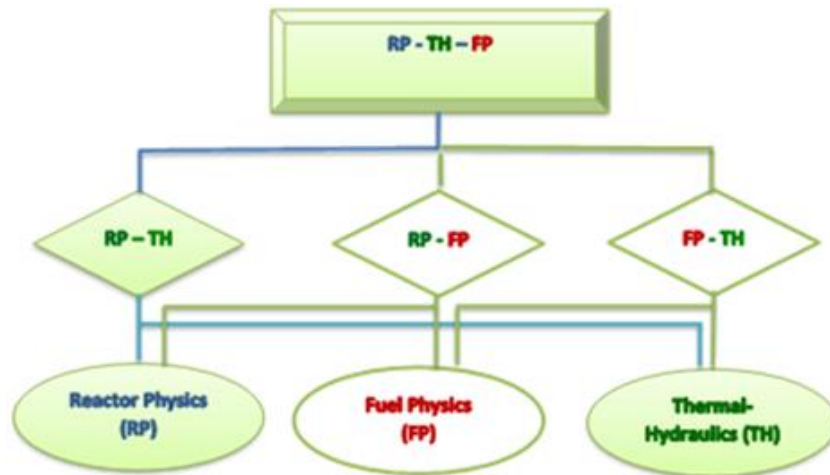 RP - TH – FP
RP – TH
RP - FP
FP - TH
Reactor Physics
(RP)
Fuel Physics
(FP)
Thermal-
Hydraulics (TH)